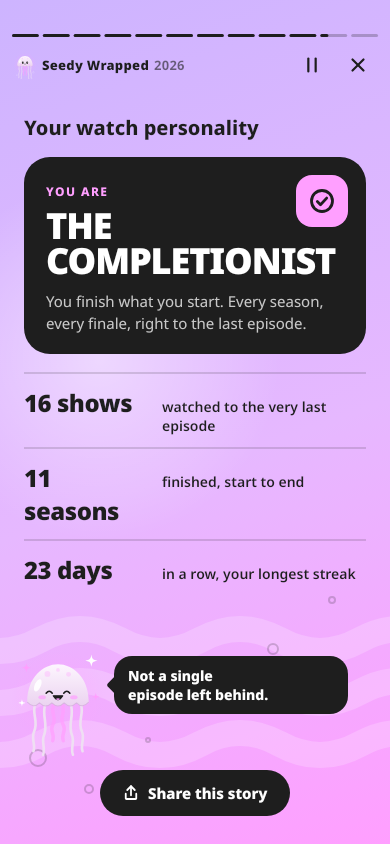 Seedy Wrapped 2026
Your watch personality
YOU ARE
THE
COMPLETIONIST
You finish what you start. Every season,
every finale, right to the last episode.
16 shows
watched to the very last
episode
11
seasons
finished, start to end
23 days
in a row, your longest streak
Not a single
episode left behind.
Share this story